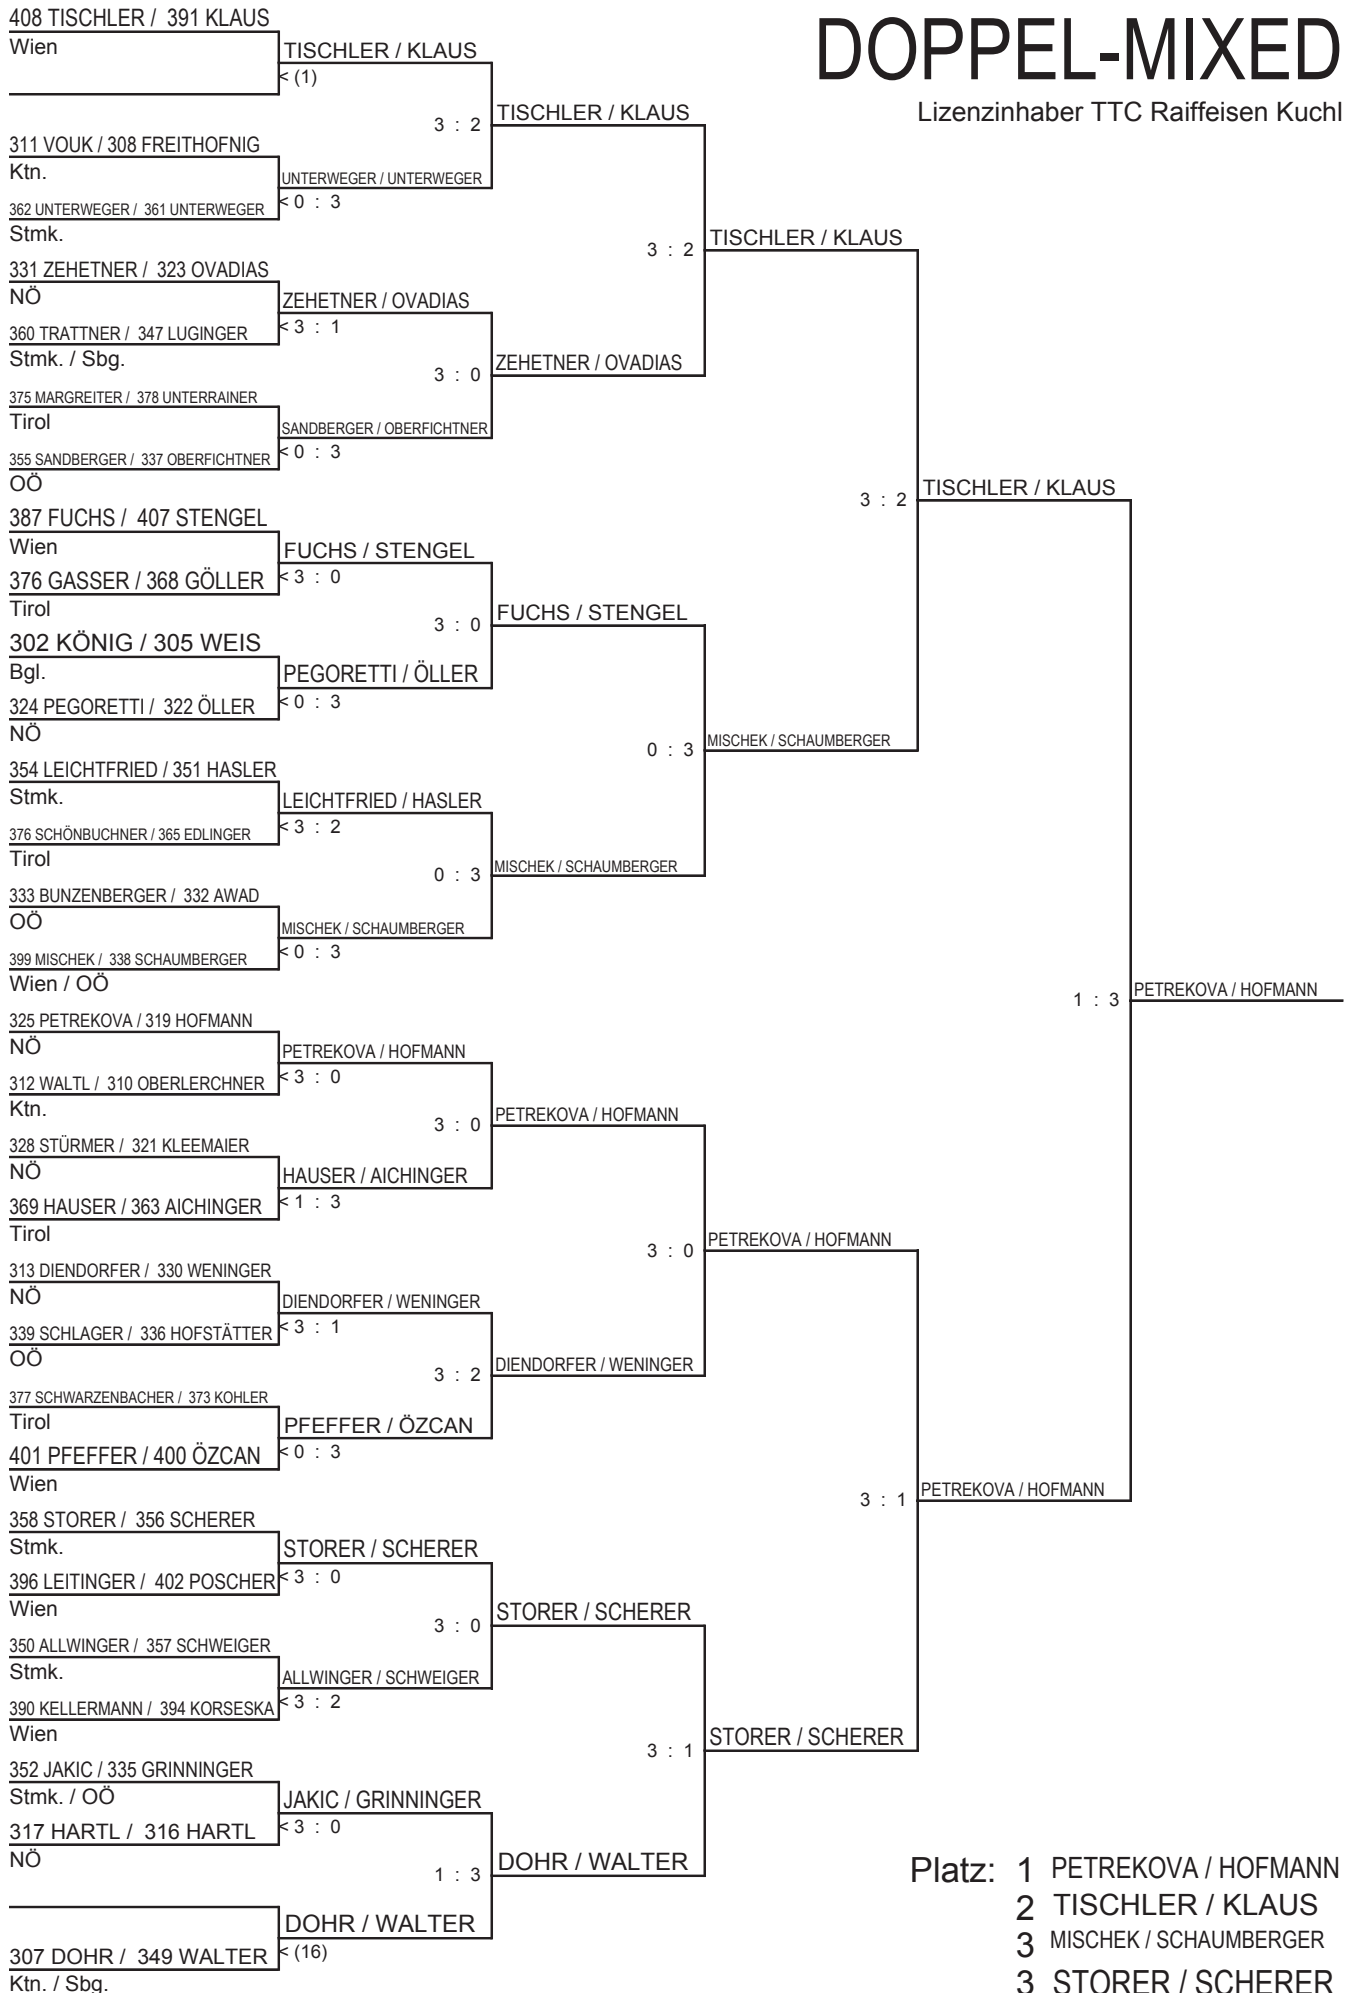 DOPPEL-MIXED
Lizenzinhaber TTC Raiffeisen Kuchl
408 TISCHLER / 391 KLAUS
Wien
TISCHLER / KLAUS
< (1)
3 : 2
TISCHLER / KLAUS
311 VOUK / 308 FREITHOFNIG
Ktn.
UNTERWEGER / UNTERWEGER
362 UNTERWEGER / 361 UNTERWEGER
< 0 : 3
Stmk.
3 : 2
TISCHLER / KLAUS
331 ZEHETNER / 323 OVADIAS
NÖ
ZEHETNER / OVADIAS
360 TRATTNER / 347 LUGINGER
< 3 : 1
Stmk. / Sbg.
3 : 0
ZEHETNER / OVADIAS
375 MARGREITER / 378 UNTERRAINER
Tirol
SANDBERGER / OBERFICHTNER
355 SANDBERGER / 337 OBERFICHTNER
< 0 : 3
OÖ
3 : 2
TISCHLER / KLAUS
387 FUCHS / 407 STENGEL
Wien
FUCHS / STENGEL
376 GASSER / 368 GÖLLER
< 3 : 0
Tirol
3 : 0
FUCHS / STENGEL
302 KÖNIG / 305 WEIS
Bgl.
PEGORETTI / ÖLLER
324 PEGORETTI / 322 ÖLLER
< 0 : 3
NÖ
0 : 3
MISCHEK / SCHAUMBERGER
354 LEICHTFRIED / 351 HASLER
Stmk.
LEICHTFRIED / HASLER
376 SCHÖNBUCHNER / 365 EDLINGER
< 3 : 2
Tirol
0 : 3
MISCHEK / SCHAUMBERGER
333 BUNZENBERGER / 332 AWAD
OÖ
MISCHEK / SCHAUMBERGER
399 MISCHEK / 338 SCHAUMBERGER
< 0 : 3
Wien / OÖ
1 : 3
PETREKOVA / HOFMANN
325 PETREKOVA / 319 HOFMANN
NÖ
PETREKOVA / HOFMANN
312 WALTL / 310 OBERLERCHNER
< 3 : 0
Ktn.
3 : 0
PETREKOVA / HOFMANN
328 STÜRMER / 321 KLEEMAIER
NÖ
HAUSER / AICHINGER
369 HAUSER / 363 AICHINGER
< 1 : 3
Tirol
3 : 0
PETREKOVA / HOFMANN
313 DIENDORFER / 330 WENINGER
NÖ
DIENDORFER / WENINGER
339 SCHLAGER / 336 HOFSTÄTTER
< 3 : 1
OÖ
3 : 2
DIENDORFER / WENINGER
377 SCHWARZENBACHER / 373 KOHLER
Tirol
PFEFFER / ÖZCAN
401 PFEFFER / 400 ÖZCAN
< 0 : 3
Wien
3 : 1
PETREKOVA / HOFMANN
358 STORER / 356 SCHERER
Stmk.
STORER / SCHERER
396 LEITINGER / 402 POSCHER
< 3 : 0
Wien
3 : 0
STORER / SCHERER
350 ALLWINGER / 357 SCHWEIGER
Stmk.
ALLWINGER / SCHWEIGER
390 KELLERMANN / 394 KORSESKA
< 3 : 2
Wien
3 : 1
STORER / SCHERER
352 JAKIC / 335 GRINNINGER
Stmk. / OÖ
JAKIC / GRINNINGER
317 HARTL / 316 HARTL
< 3 : 0
NÖ
1 : 3
DOHR / WALTER
DOHR / WALTER
307 DOHR / 349 WALTER
< (16)
Ktn. / Sbg.
Platz: 1 PETREKOVA / HOFMANN
2 TISCHLER / KLAUS
3 MISCHEK / SCHAUMBERGER
3 STORER / SCHERER